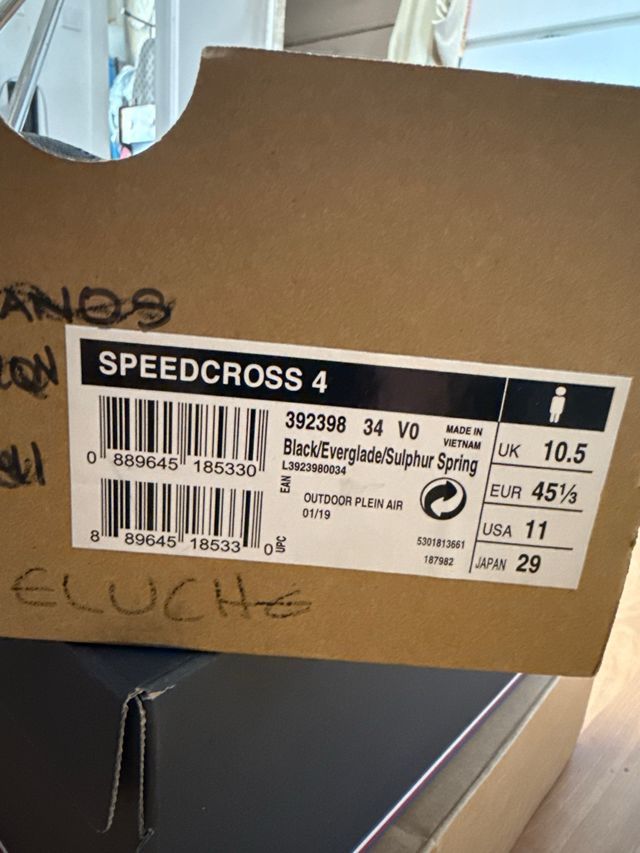 SPEEDCROSS 4
392398 34 V0
MADE IN
VIETNAM
Black/Everglade/Sulphur Spring
L3923980034
EAN
0 889645 185330
OUTDOOR PLEIN AIR
01/19
8 89645 18533 0
UPC
5301813661
187982
UK 10.5
EUR 45⅓
USA 11
JAPAN 29
ELUCHE